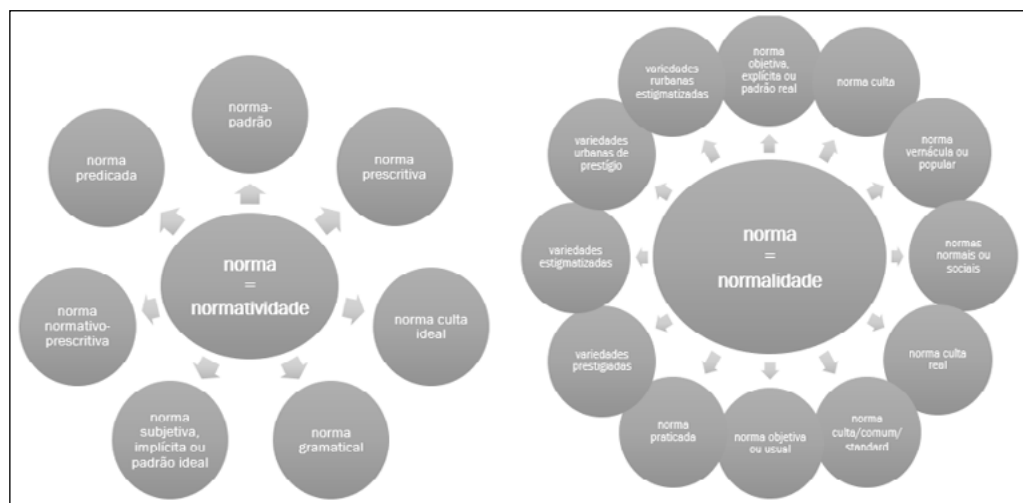 norma-
padrão
norma
prescritiva
norma culta
ideal
norma
gramatical
norma
subjetiva,
implícita ou
padrão ideal
norma
normativo-
prescritiva
norma
predicada
norma
=
normatividade
norma
objetiva,
explícita ou
padrão real
norma culta
norma
vernácula ou
popular
normas
normais ou
sociais
norma culta
real
norma
culta/comum/
standard
norma objetiva
ou usual
norma
praticada
variedades
prestigiadas
variedades
estigmatizadas
variedades
urbanas de
prestígio
variedades
rurbanas
estigmatizadas
norma
=
normalidade